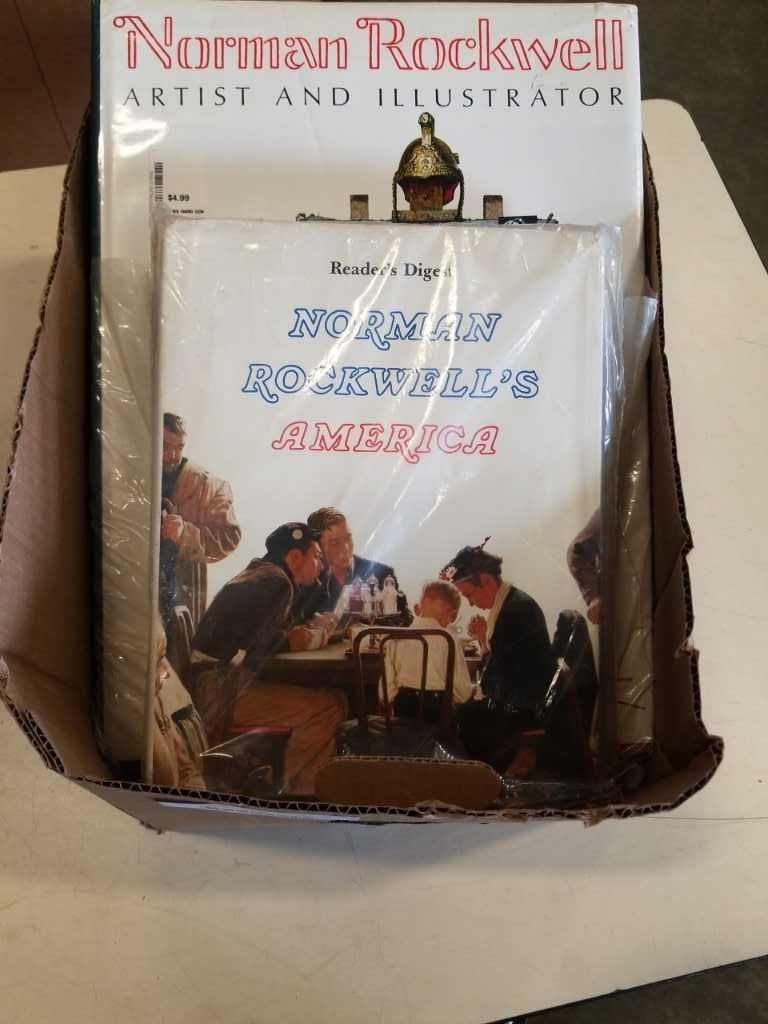 Norman Rockwell
ARTIST AND ILLUSTRATOR
$4.99
Reader's Digest
NORMAN
ROCKWELL'S
AMERICA